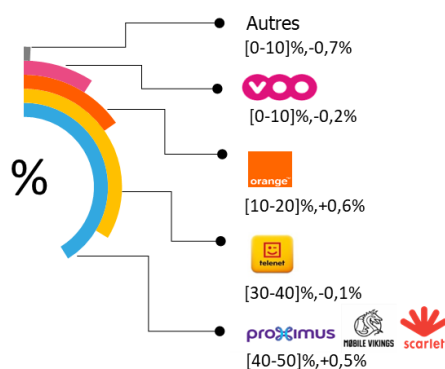 Autres
[0-10]%,-0,7%
VOO
[0-10]%,-0,2%
%
orange™
[10-20]%,+0,6%
telenet
[30-40]%,-0,1%
proximus MOBILE VIKINGS scarlet
[40-50]%,+0,5%